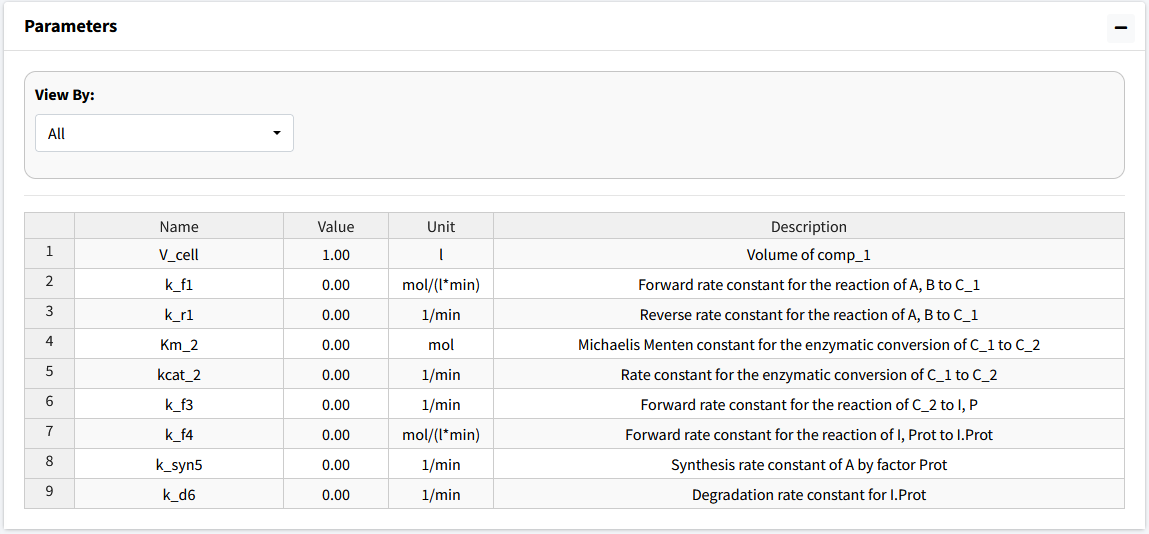 Parameters
View By:
All
Name Value Unit Description
1 V_cell 1.00 l Volume of comp_1
2 k_f1 0.00 mol/(l*min) Forward rate constant for the reaction of A, B to C_1
3 k_r1 0.00 1/min Reverse rate constant for the reaction of A, B to C_1
4 Km_2 0.00 mol Michaelis Menten constant for the enzymatic conversion of C_1 to C_2
5 kcat_2 0.00 1/min Rate constant for the enzymatic conversion of C_1 to C_2
6 k_f3 0.00 1/min Forward rate constant for the reaction of C_2 to I, P
7 k_f4 0.00 mol/(l*min) Forward rate constant for the reaction of I, Prot to I.Prot
8 k_syn5 0.00 1/min Synthesis rate constant of A by factor Prot
9 k_d6 0.00 1/min Degradation rate constant for I.Prot